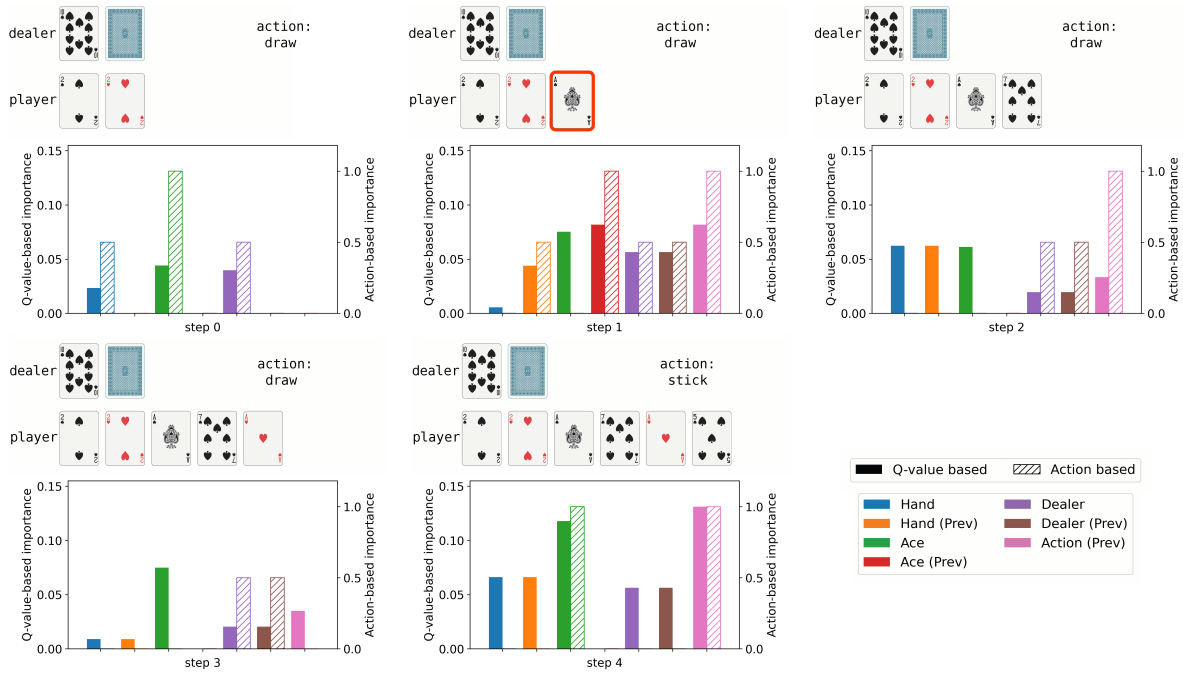 dealer
action:
draw
player
0.15
0.10
0.05
0.00
Q-value-based importance
1.0
0.5
0.0
Action-based importance
step 0
dealer
action:
draw
player
0.15
0.10
0.05
0.00
Q-value-based importance
1.0
0.5
0.0
Action-based importance
step 1
dealer
action:
draw
player
0.15
0.10
0.05
0.00
Q-value-based importance
1.0
0.5
0.0
Action-based importance
step 2
dealer
action:
draw
player
0.15
0.10
0.05
0.00
Q-value-based importance
1.0
0.5
0.0
Action-based importance
step 3
dealer
action:
stick
player
0.15
0.10
0.05
0.00
Q-value-based importance
1.0
0.5
0.0
Action-based importance
step 4
Q-value based Action based
Hand Dealer
Hand (Prev) Dealer (Prev)
Ace Action (Prev)
Ace (Prev)